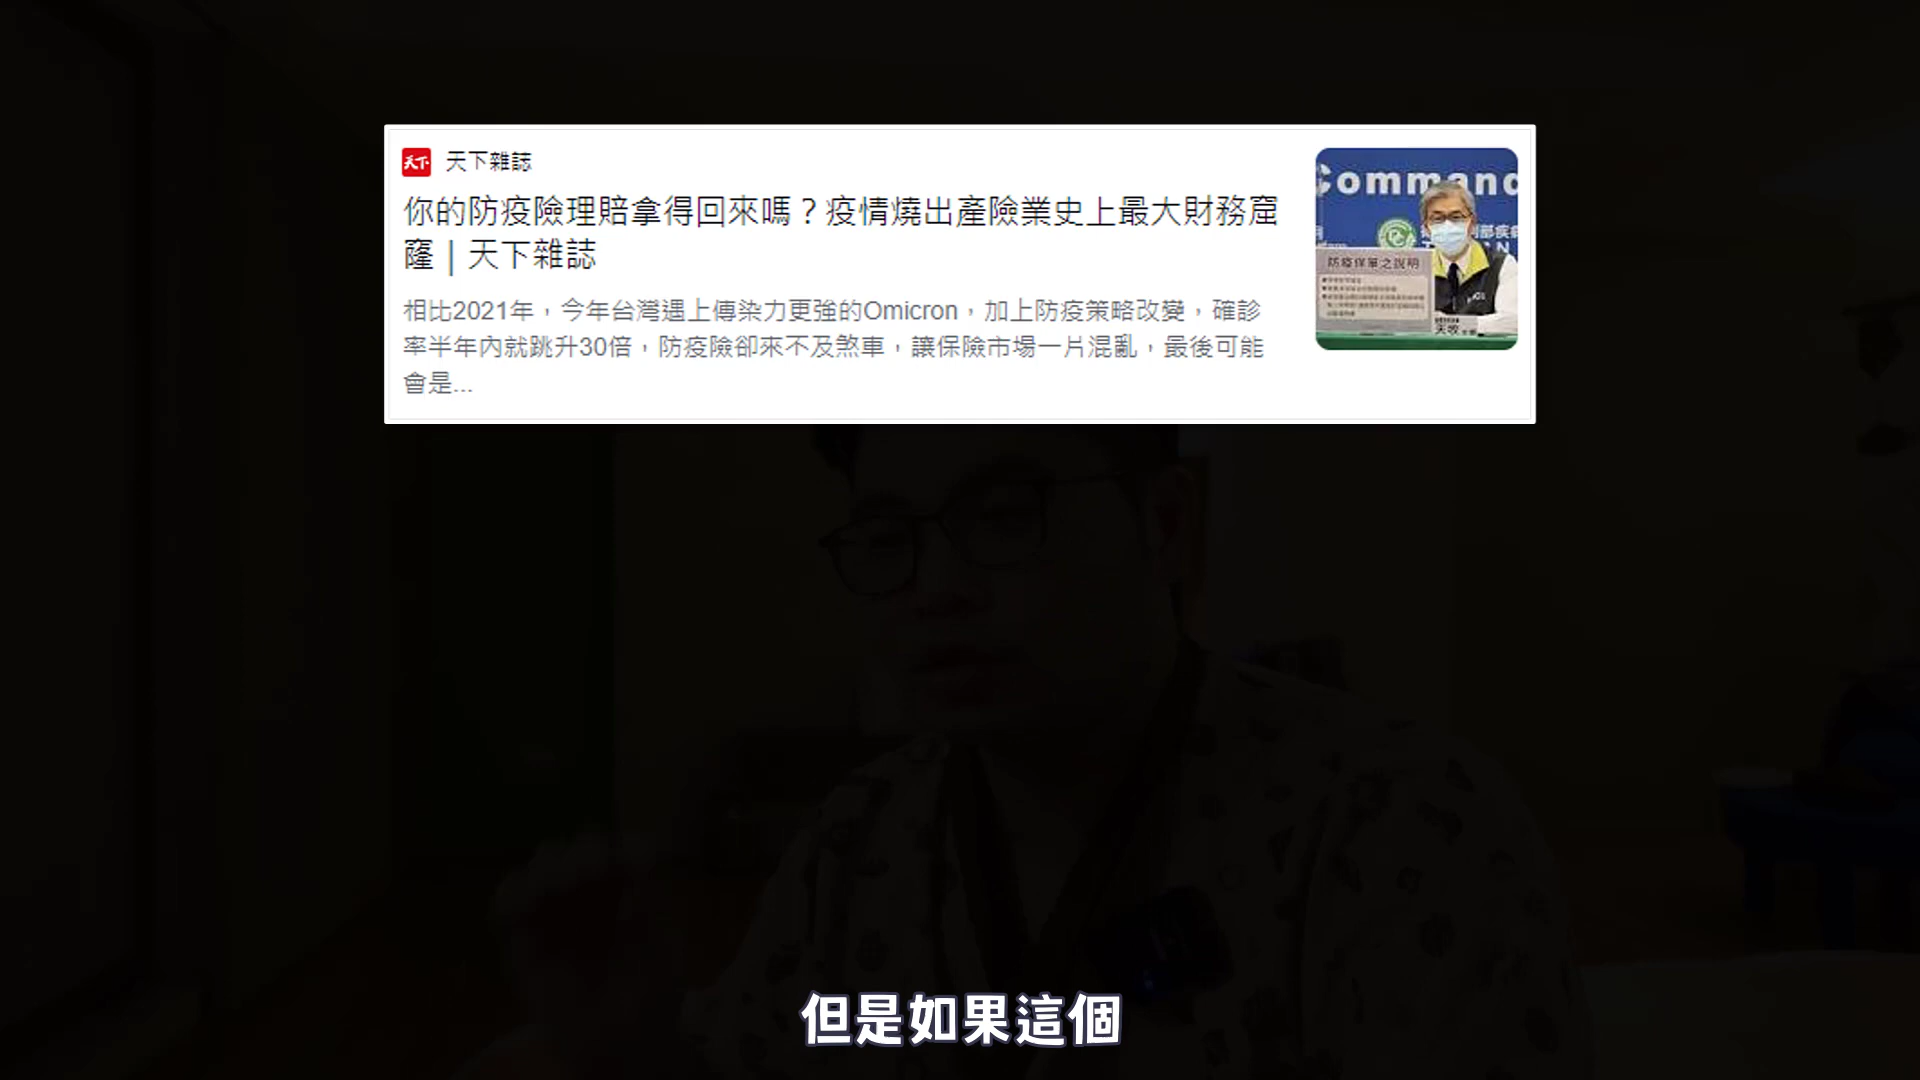 天下 天下雜誌
你的防疫險理賠拿得回來嗎？疫情燒出產險業史上最大財務窟
窿｜天下雜誌
相比2021年，今年台灣遇上傳染力更強的Omicron，加上防疫策略改變，確診
率半年內就跳升30倍，防疫險卻來不及煞車，讓保險市場一片混亂，最後可能
會是...
Command
防疫保單之說明
但是如果這個